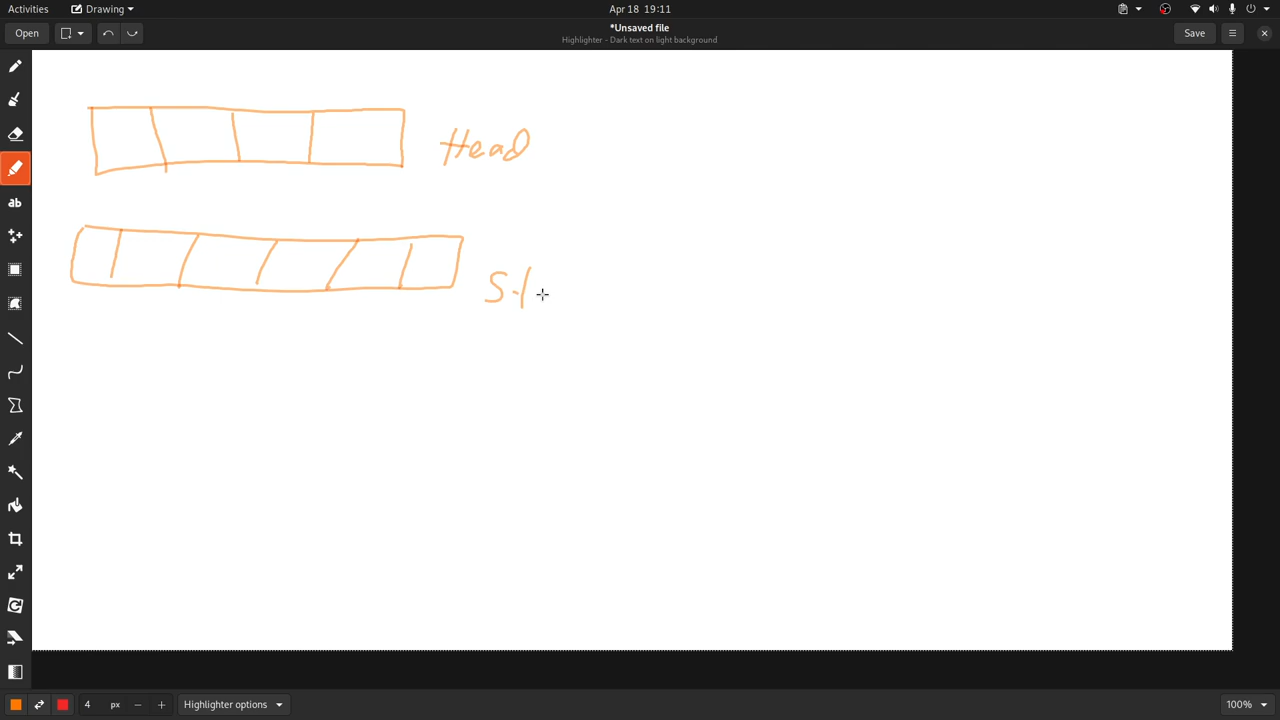 Activities
Drawing
Apr 18 19:11
Open
*Unsaved file
Highlighter - Dark text on light background
Save
ab
Head
4 px − +
Highlighter options
100%